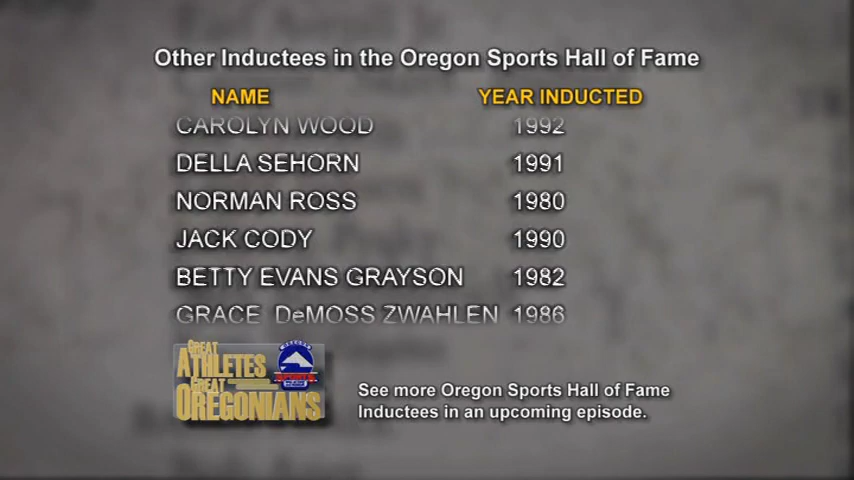 Other Inductees in the Oregon Sports Hall of Fame
NAME YEAR INDUCTED
CAROLYN WOOD 1992
DELLA SEHORN 1991
NORMAN ROSS 1980
JACK CODY 1990
BETTY EVANS GRAYSON 1982
GRACE DeMOSS ZWAHLEN 1986
GREAT
ATHLETES
GREAT
OREGONIANS
OREGON
SPORTS
See more Oregon Sports Hall of Fame
Inductees in an upcoming episode.